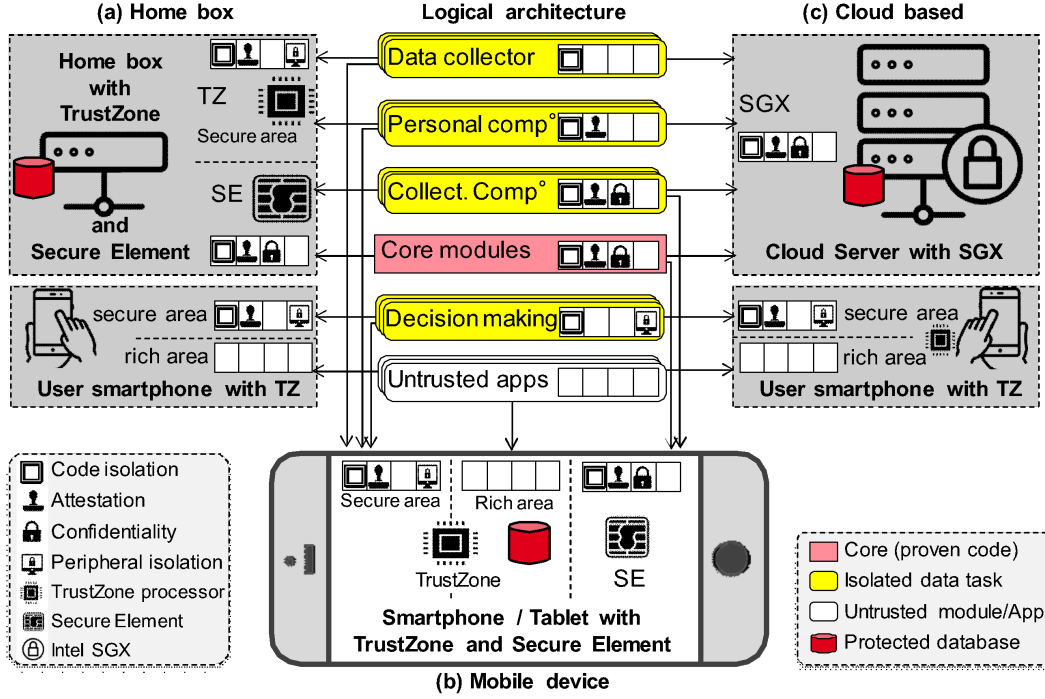 (a) Home box
Logical architecture
(c) Cloud based
Home box
with
TrustZone
TZ
Secure area
SE
and
Secure Element
Data collector
Personal comp°
Collect. Comp°
Core modules
Decision making
Untrusted apps
SGX
Cloud Server with SGX
secure area
rich area
User smartphone with TZ
secure area
rich area
User smartphone with TZ
Code isolation
Attestation
Confidentiality
Peripheral isolation
TrustZone processor
Secure Element
Intel SGX
Secure area
Rich area
TrustZone
SE
Smartphone / Tablet with
TrustZone and Secure Element
Core (proven code)
Isolated data task
Untrusted module/App
Protected database
(b) Mobile device